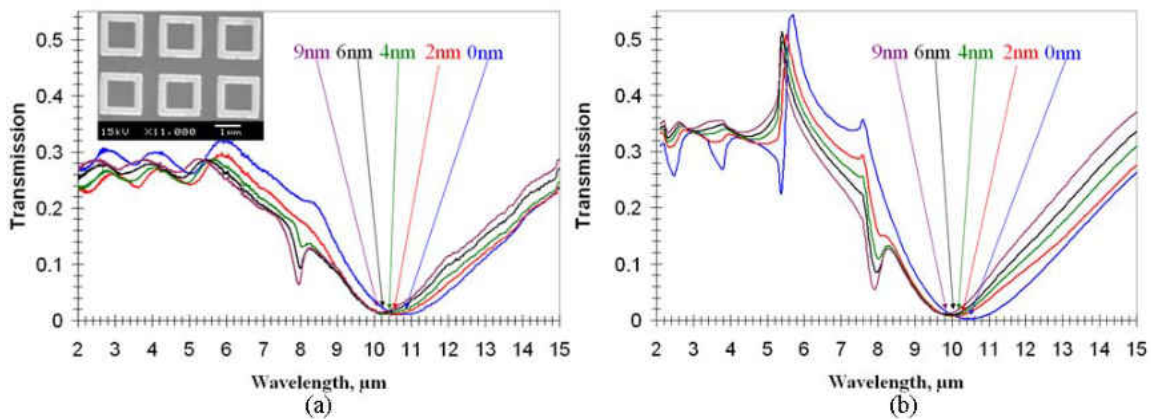 0.5
0.4
0.3
0.2
0.1
0
Transmission
15kV X11,000 1μm
9nm 6nm 4nm 2nm 0nm
2 3 4 5 6 7 8 9 10 11 12 13 14 15
Wavelength, μm
(a)
0.5
0.4
0.3
0.2
0.1
0
Transmission
9nm 6nm 4nm 2nm 0nm
2 3 4 5 6 7 8 9 10 11 12 13 14 15
Wavelength, μm
(b)